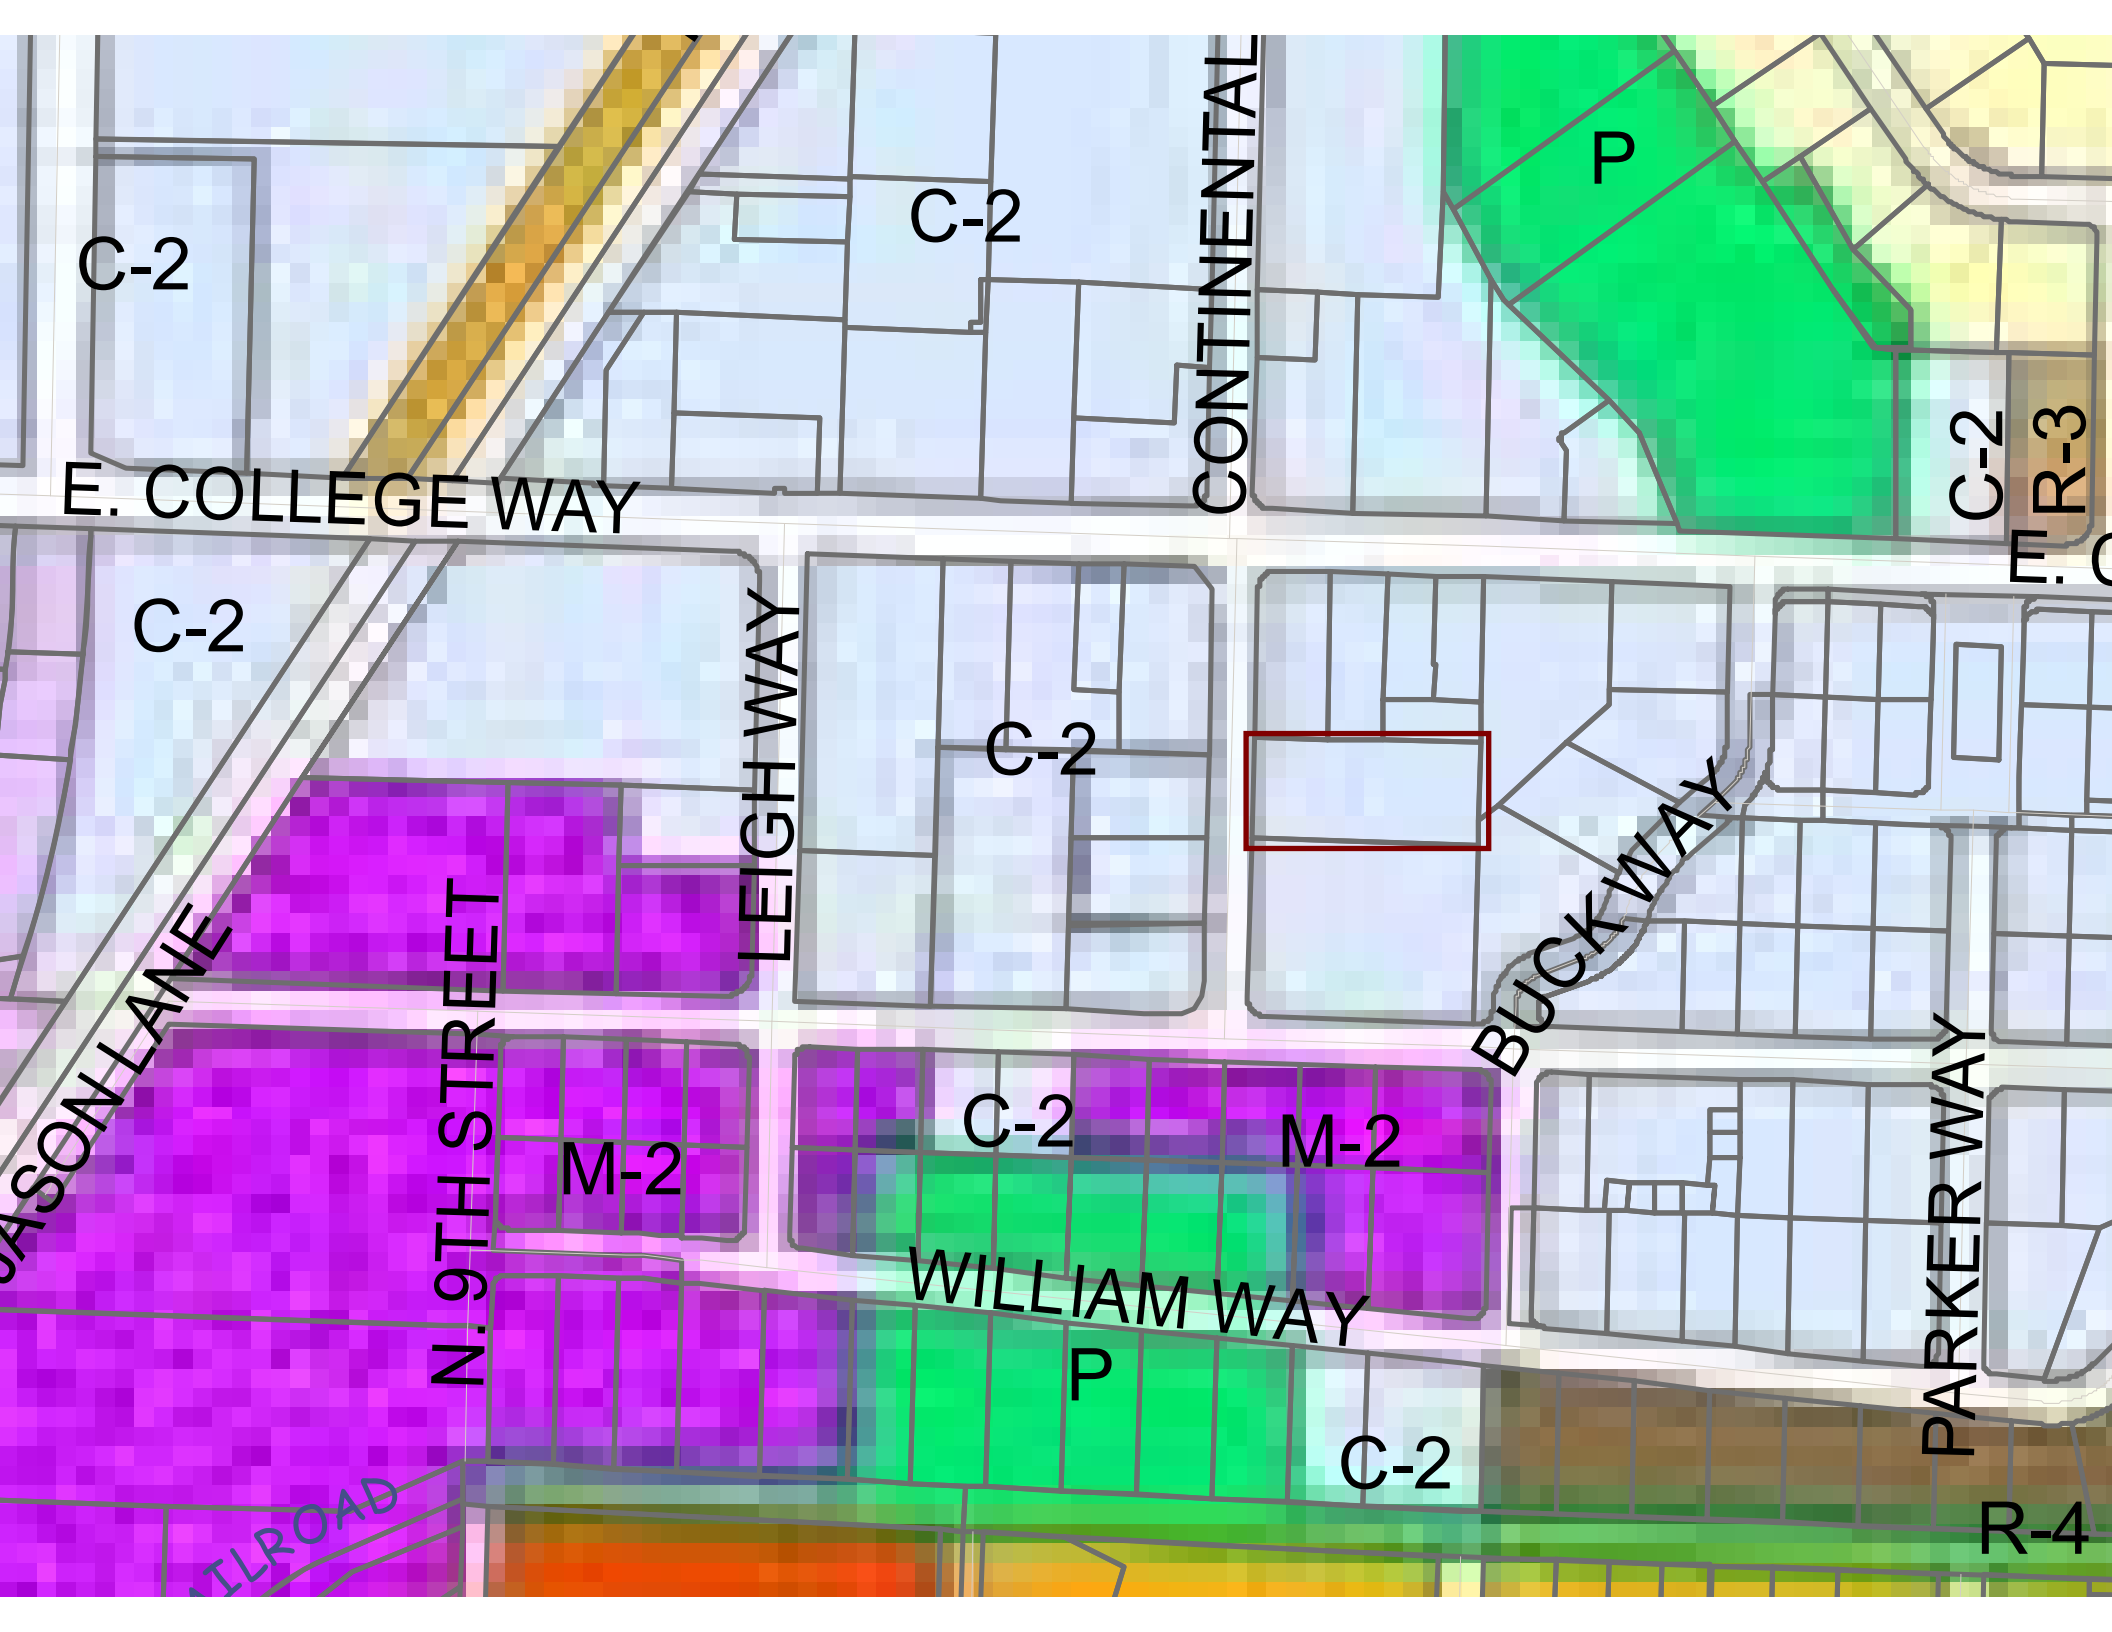 CONTINENTAL
P
C-2
C-2
C-2
R-3
E. COLLEGE WAY
E. C
C-2
LEIGH WAY
C-2
BUCK WAY
JASON LANE
N. 9TH STREET
PARKER WAY
C-2
M-2
M-2
WILLIAM WAY
P
C-2
R-4
AILROAD